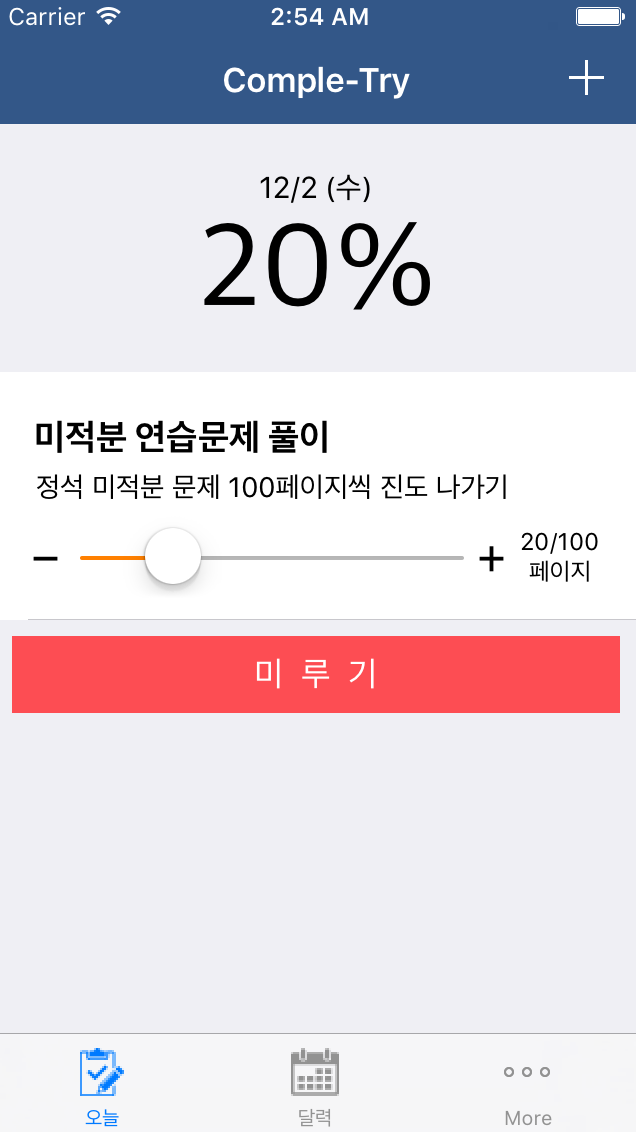 Carrier 2:54 AM
Comple-Try
12/2 (수)
20%
미적분 연습문제 풀이
정석 미적분 문제 100페이지씩 진도 나가기
20/100
페이지
미 루 기
오늘 달력 More